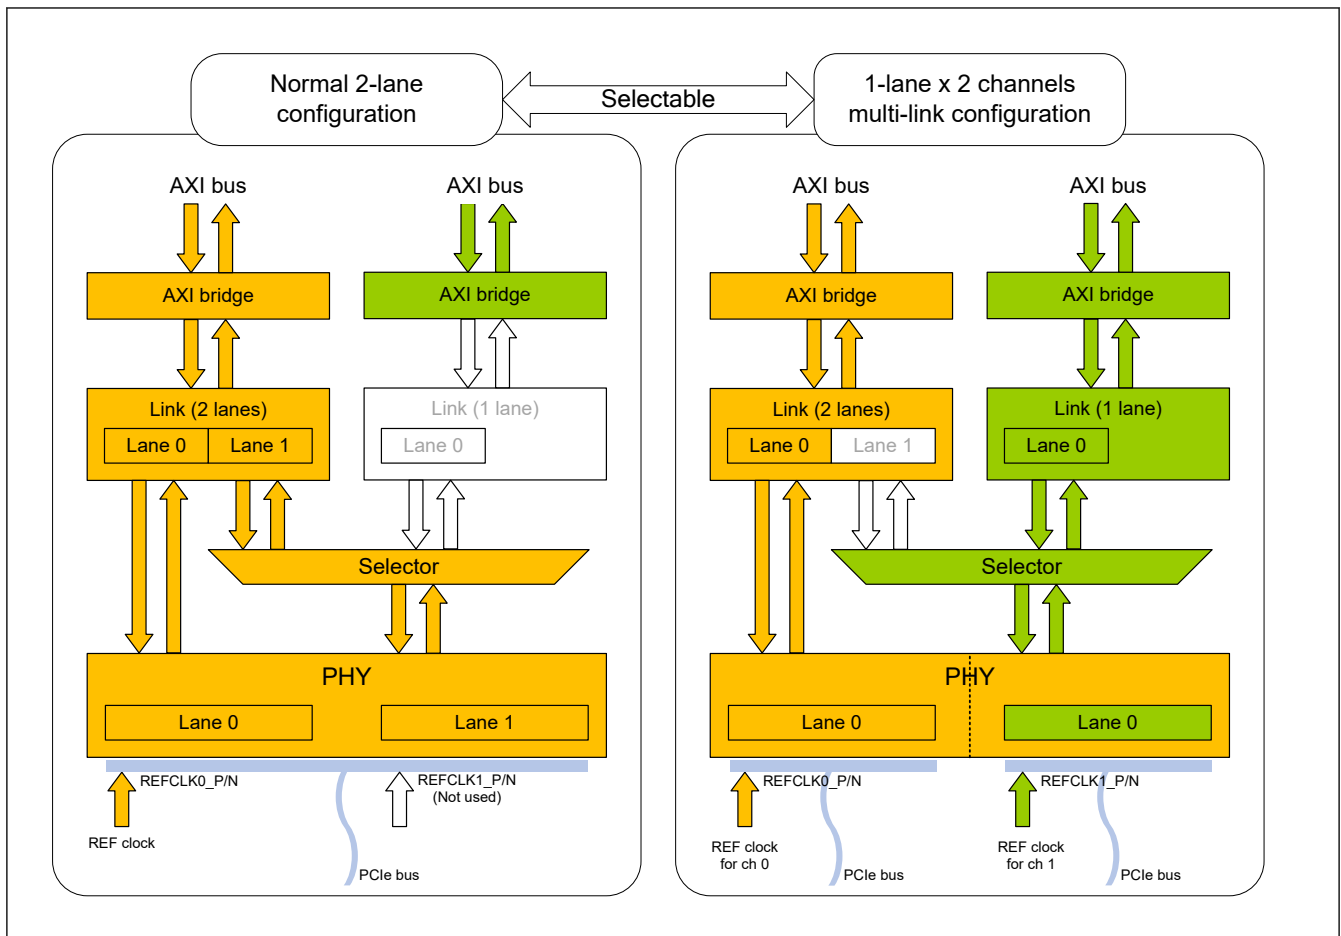 Normal 2-lane
configuration
Selectable
1-lane x 2 channels
multi-link configuration
AXI bus
AXI bus
AXI bridge
AXI bridge
Link (2 lanes)
Lane 0
Lane 1
Link (1 lane)
Lane 0
Selector
PHY
Lane 0
Lane 1
REFCLK0_P/N
REFCLK1_P/N
(Not used)
REF clock
PCIe bus
AXI bus
AXI bus
AXI bridge
AXI bridge
Link (2 lanes)
Lane 0
Lane 1
Link (1 lane)
Lane 0
Selector
PHY
Lane 0
Lane 0
REFCLK0_P/N
REFCLK1_P/N
REF clock
for ch 0
PCIe bus
REF clock
for ch 1
PCIe bus